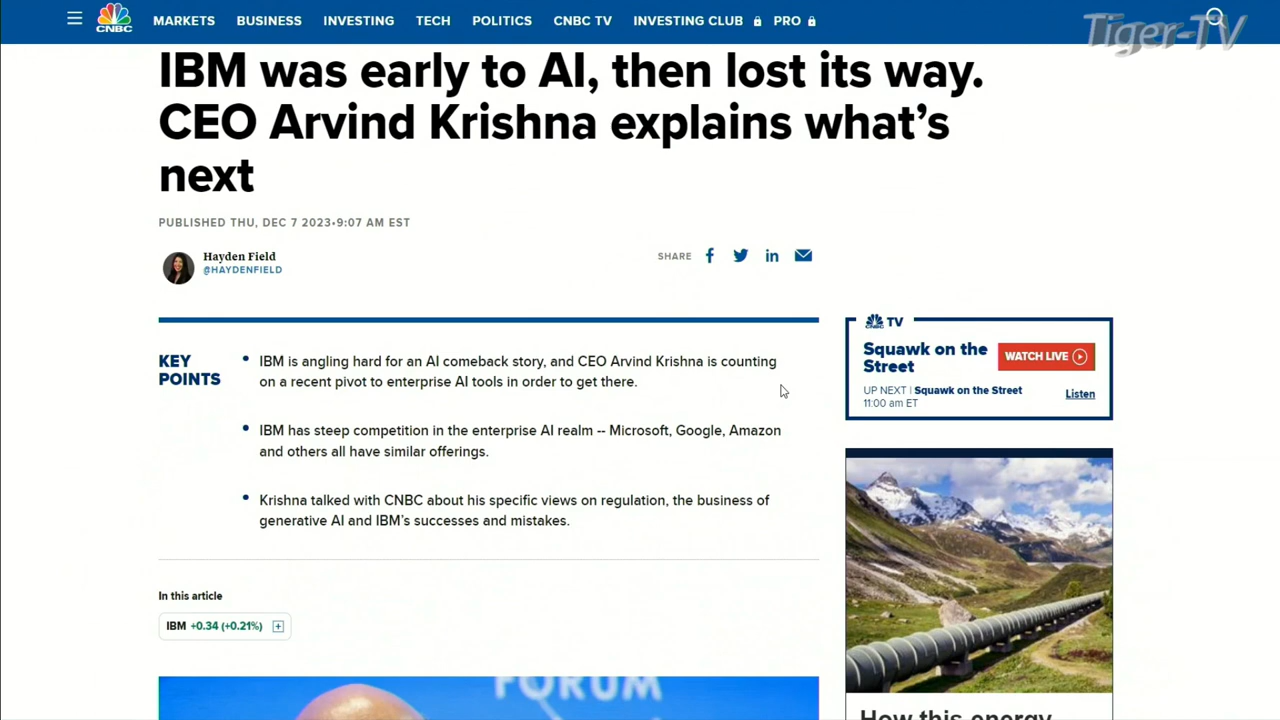 MARKETS BUSINESS INVESTING TECH POLITICS CNBC TV INVESTING CLUB PRO
CNBC
Tiger-TV
IBM was early to AI, then lost its way.
CEO Arvind Krishna explains what's
next
PUBLISHED THU, DEC 7 2023•9:07 AM EST
Hayden Field
@HAYDENFIELD
SHARE
KEY
POINTS
• IBM is angling hard for an AI comeback story, and CEO Arvind Krishna is counting
on a recent pivot to enterprise AI tools in order to get there.
• IBM has steep competition in the enterprise AI realm -- Microsoft, Google, Amazon
and others all have similar offerings.
• Krishna talked with CNBC about his specific views on regulation, the business of
generative AI and IBM's successes and mistakes.
In this article
IBM +0.34 (+0.21%)
FORUM
CNBC TV
Squawk on the
Street
WATCH LIVE
UP NEXT | Squawk on the Street
11:00 am ET
Listen
How this energy